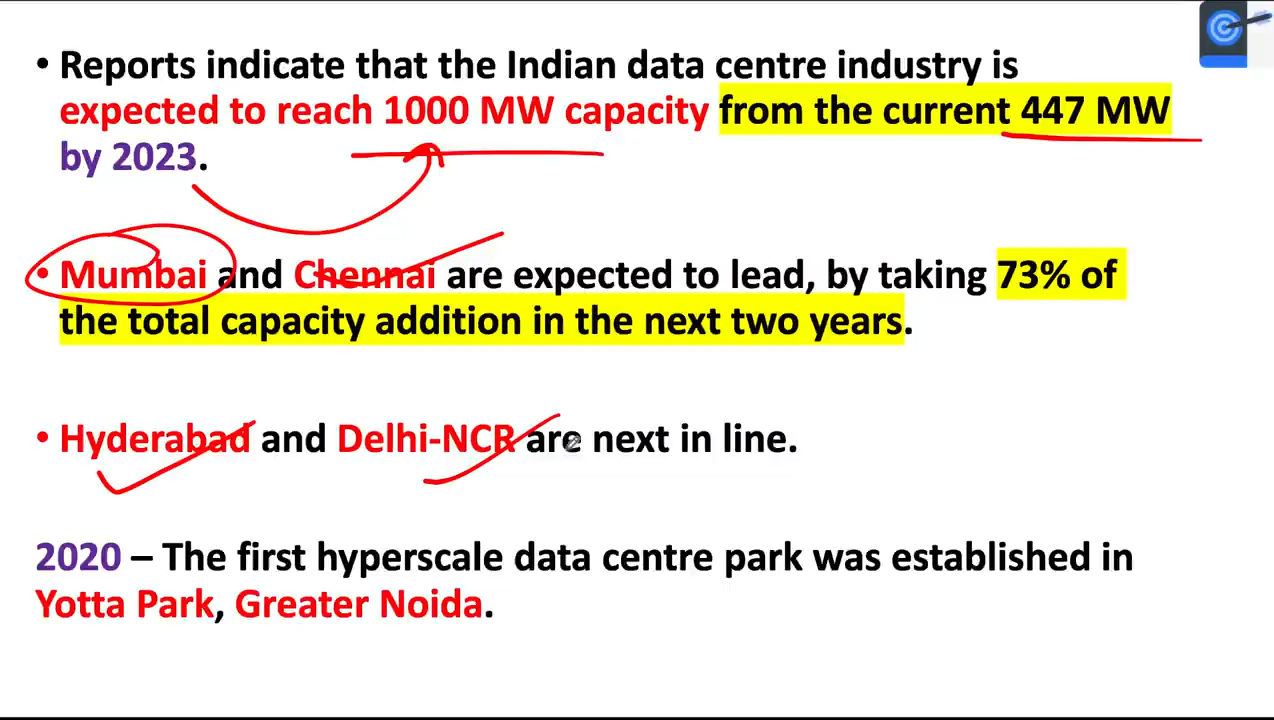 • Reports indicate that the Indian data centre industry is
expected to reach 1000 MW capacity from the current 447 MW
by 2023.
• Mumbai and Chennai are expected to lead, by taking 73% of
the total capacity addition in the next two years.
• Hyderabad and Delhi-NCR are next in line.
2020 – The first hyperscale data centre park was established in
Yotta Park, Greater Noida.